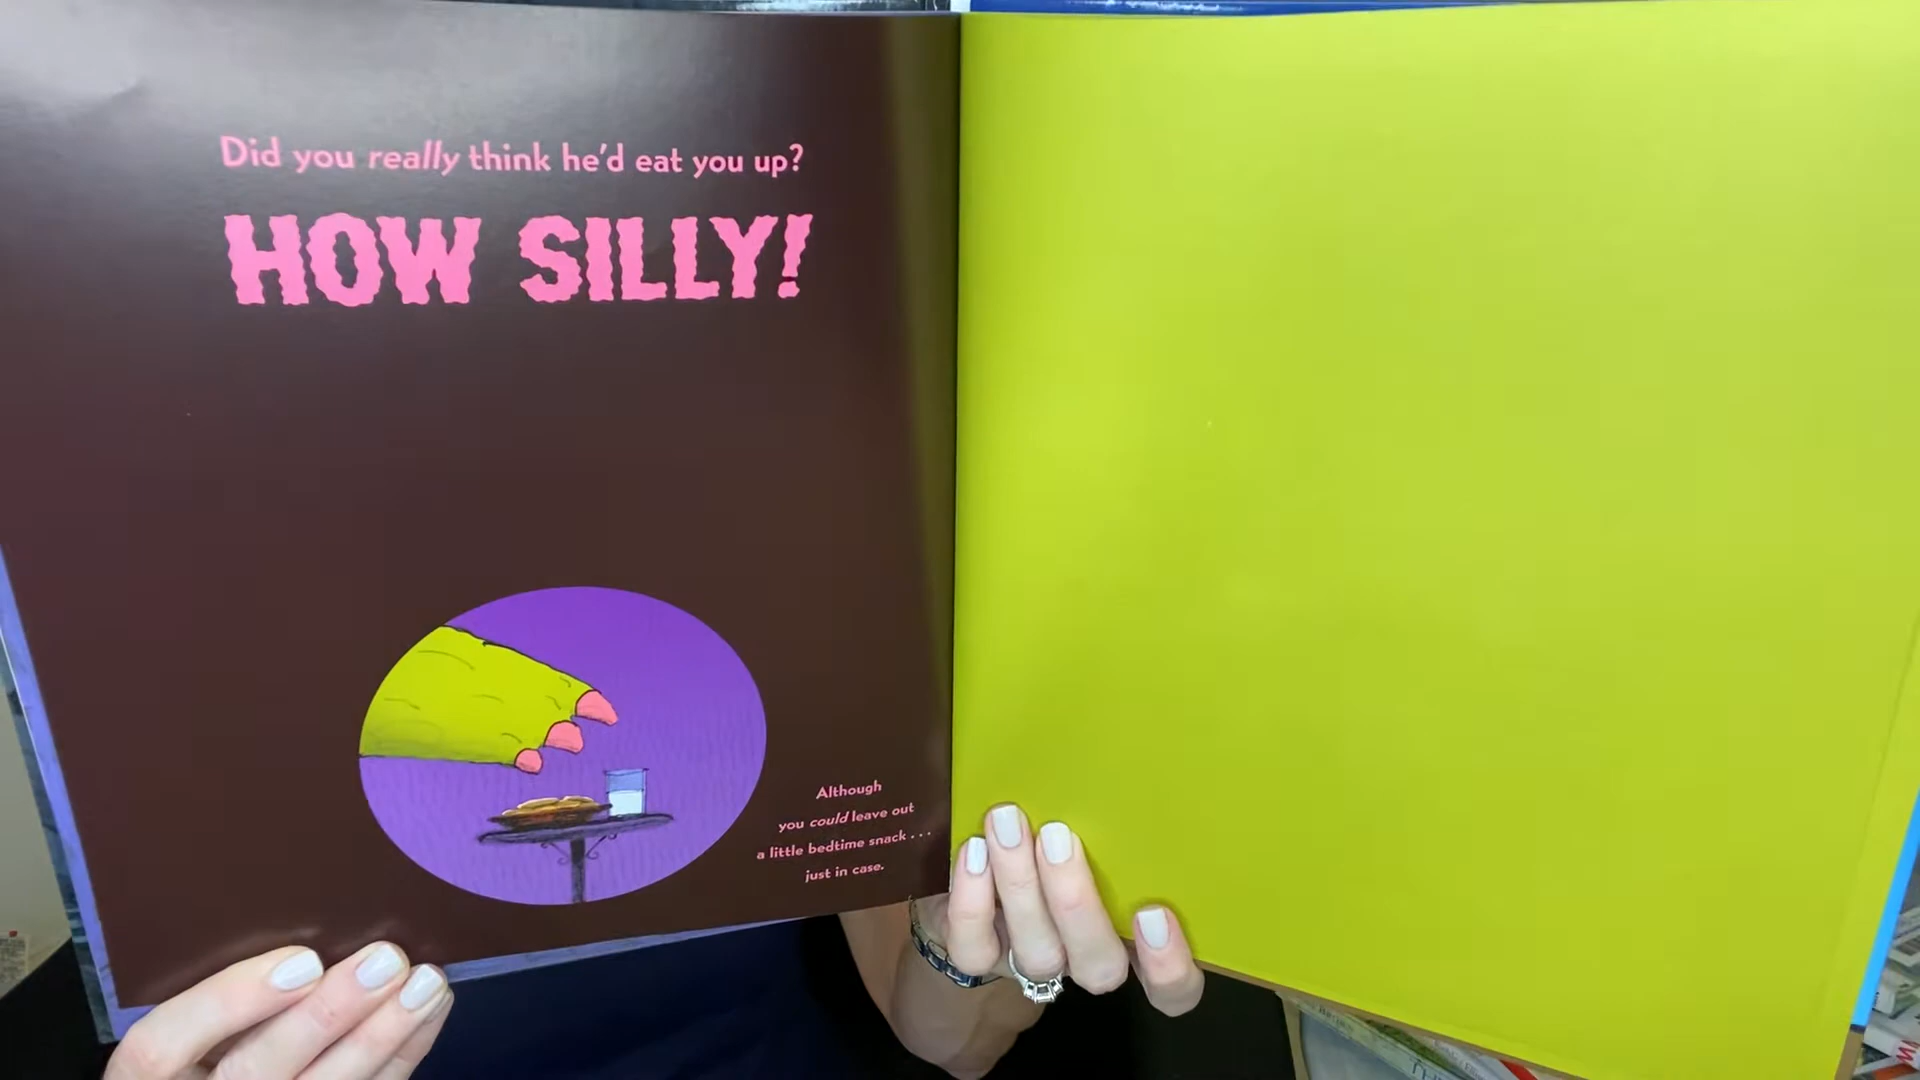 Did you really think he'd eat you up?
HOW SILLY!
Although
you could leave out
a little bedtime snack . . .
just in case.